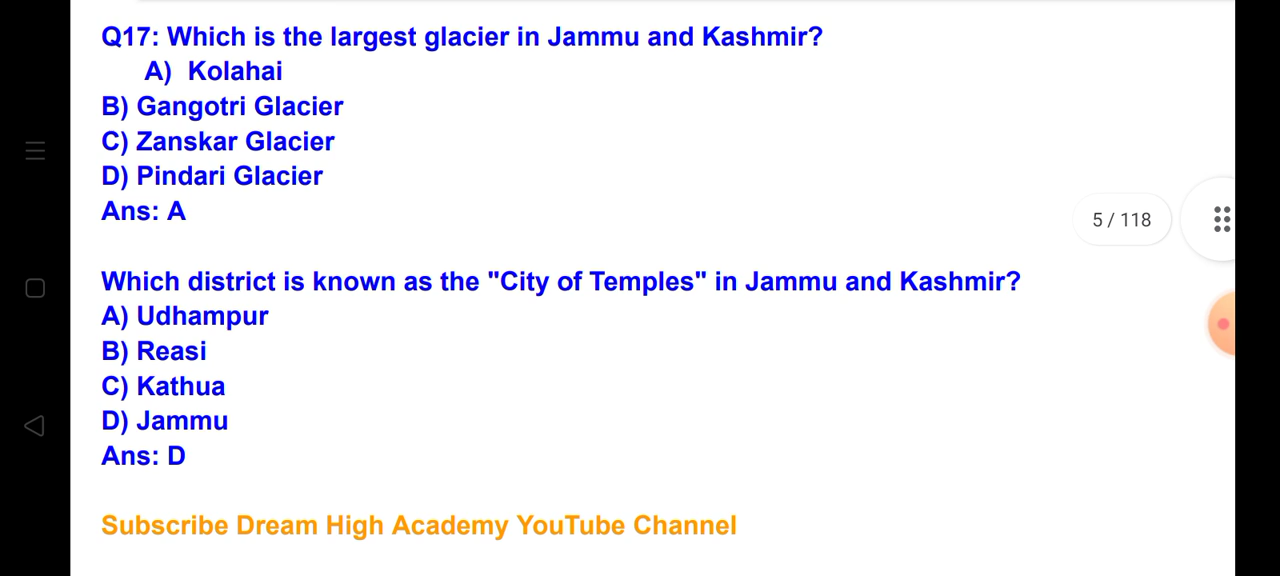 Q17: Which is the largest glacier in Jammu and Kashmir?
A) Kolahai
B) Gangotri Glacier
C) Zanskar Glacier
D) Pindari Glacier
Ans: A
5 / 118
Which district is known as the "City of Temples" in Jammu and Kashmir?
A) Udhampur
B) Reasi
C) Kathua
D) Jammu
Ans: D
Subscribe Dream High Academy YouTube Channel